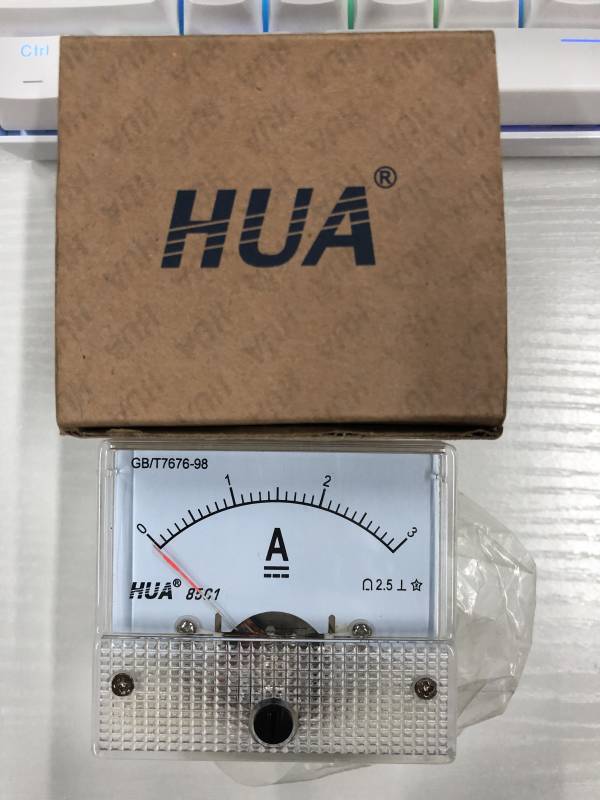 Ctrl
HUA®
GB/T7676-98
0 1 2 3
A
HUA® 85C1
2.5